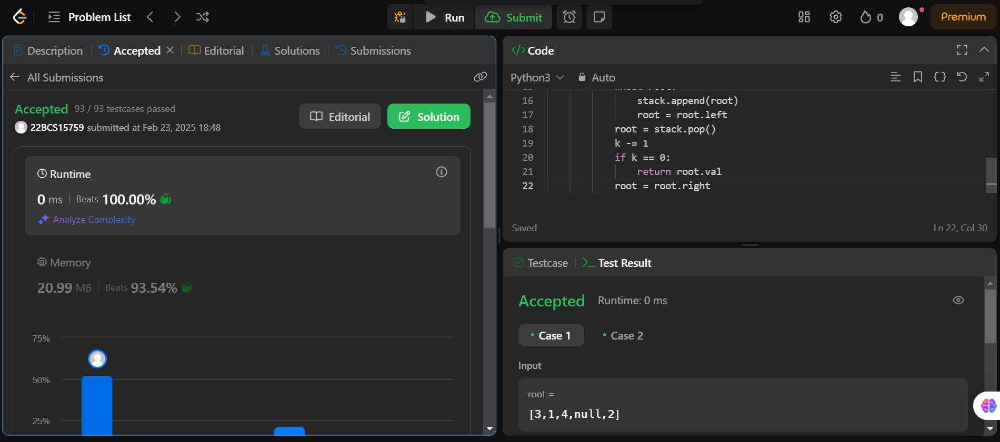 Problem List
Run
Submit
0
Premium
Description
Accepted
Editorial
Solutions
Submissions
All Submissions
Accepted 93 / 93 testcases passed
22BCS15759 submitted at Feb 23, 2025 18:48
Editorial
Solution
Runtime
0 ms Beats 100.00%
Analyze Complexity
Memory
20.99 MB Beats 93.54%
75%
50%
25%
</> Code
Python3
Auto
16 stack.append(root)
17 root = root.left
18 root = stack.pop()
19 k -= 1
20 if k == 0:
21 return root.val
22 root = root.right
Saved
Ln 22, Col 30
Testcase
Test Result
Accepted Runtime: 0 ms
Case 1
Case 2
Input
root =
[3,1,4,null,2]